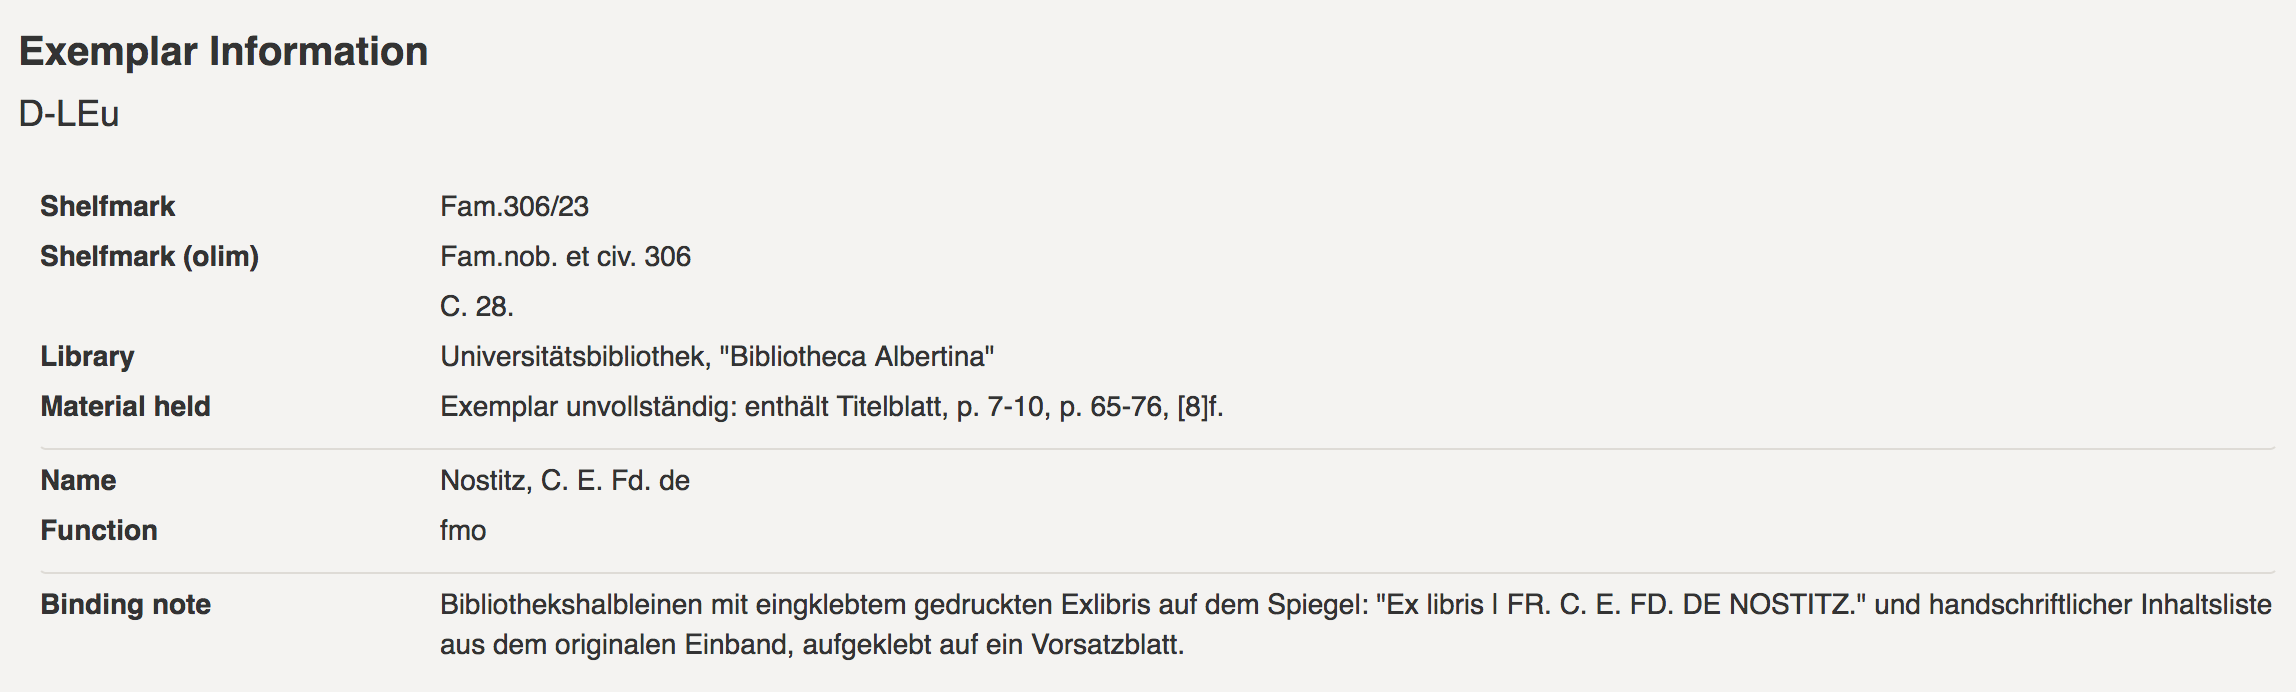 Exemplar Information
D-LEu
Shelfmark Fam.306/23
Shelfmark (olim) Fam.nob. et civ. 306
C. 28.
Library Universitätsbibliothek, "Bibliotheca Albertina"
Material held Exemplar unvollständig: enthält Titelblatt, p. 7-10, p. 65-76, [8]f.
Name Nostitz, C. E. Fd. de
Function fmo
Binding note Bibliothekshalbleinen mit eingklebtem gedruckten Exlibris auf dem Spiegel: "Ex libris | FR. C. E. FD. DE NOSTITZ." und handschriftlicher Inhaltsliste
aus dem originalen Einband, aufgeklebt auf ein Vorsatzblatt.